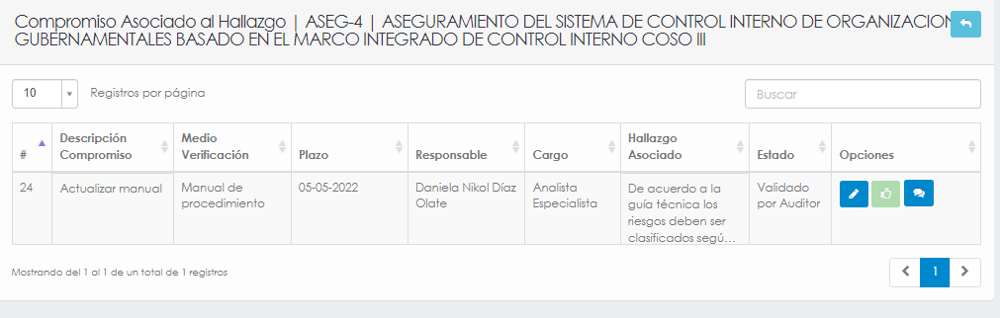 Compromiso Asociado al Hallazgo | ASEG-4 | ASEGURAMIENTO DEL SISTEMA DE CONTROL INTERNO DE ORGANIZACION
GUBERNAMENTALES BASADO EN EL MARCO INTEGRADO DE CONTROL INTERNO COSO III
10 Registros por página
Buscar
#
Descripción
Compromiso
Medio
Verificación
Plazo
Responsable
Cargo
Hallazgo
Asociado
Estado
Opciones
24
Actualizar manual
Manual de
procedimiento
05-05-2022
Daniela Nikol Díaz
Olate
Analista
Especialista
De acuerdo a la
guía técnica los
riesgos deben ser
clasificados segú...
Validado
por Auditor
Mostrando del 1 al 1 de un total de 1 registros
1